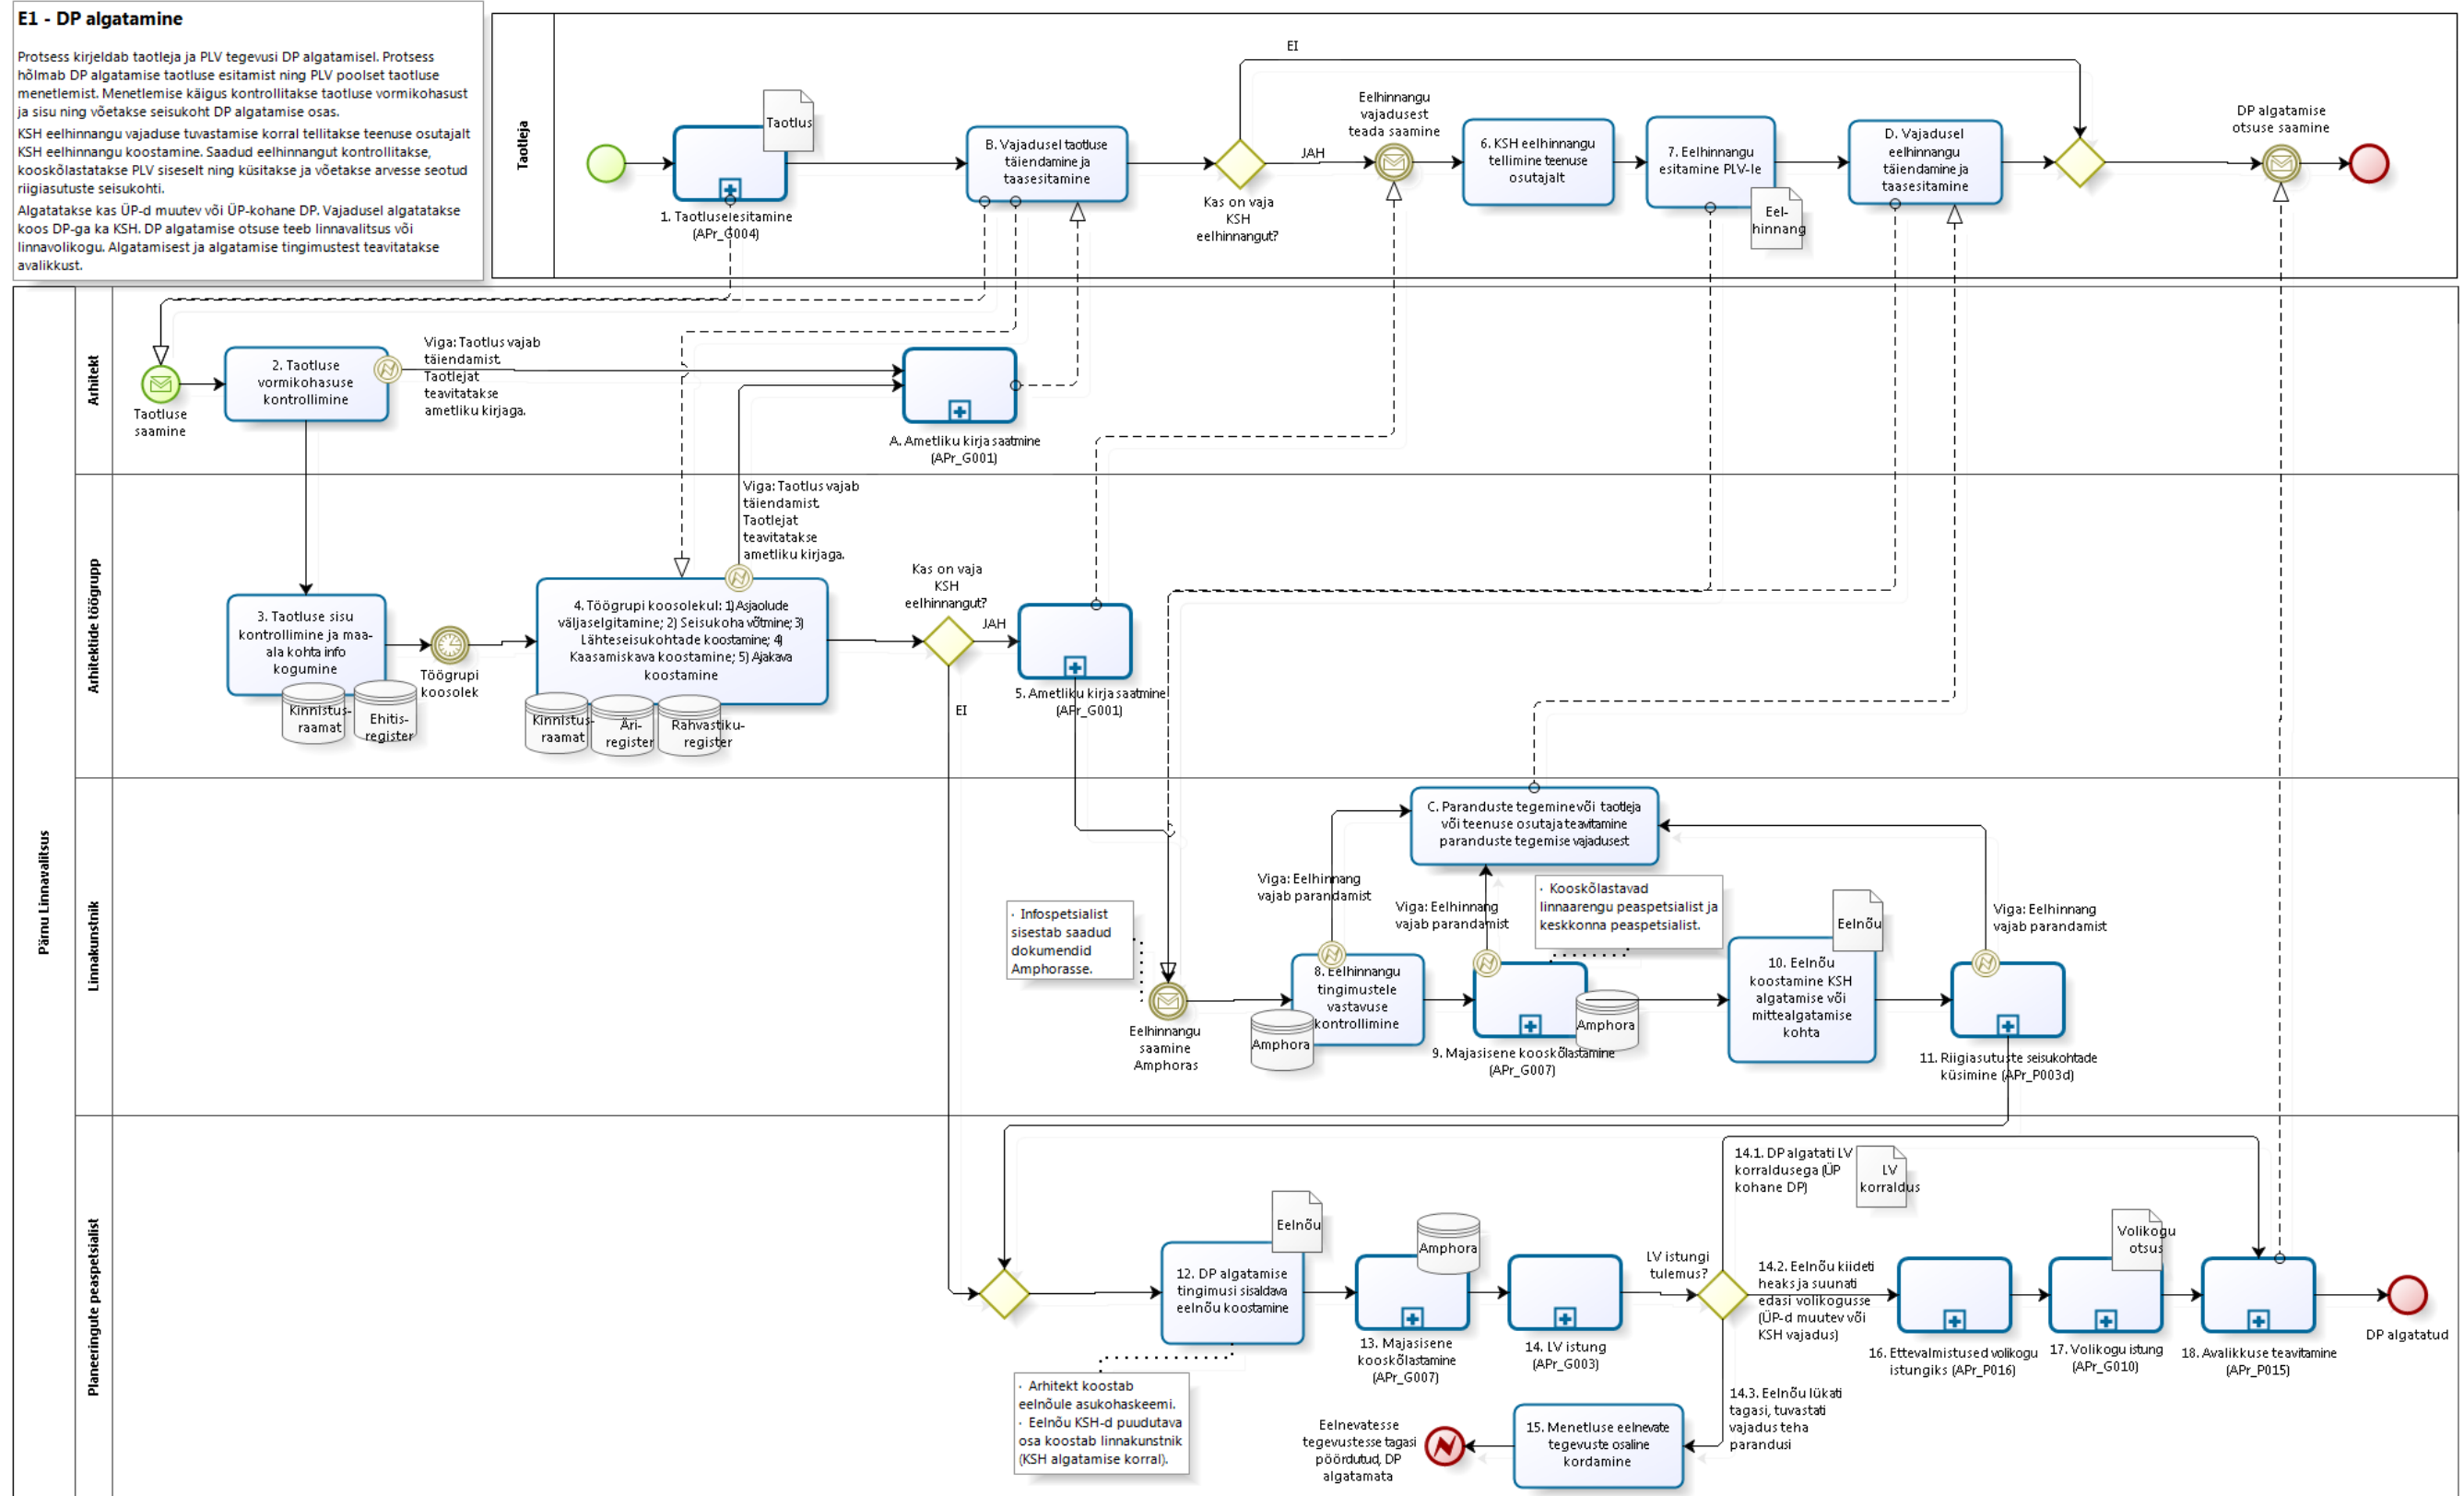 E1 - DP algatamine
Protsess kirjeldab taotleja ja PLV tegevusi DP algatamisel. Protsess
hõlmab DP algatamise taotluse esitamist ning PLV poolset taotluse
menetlemist. Menetlemise käigus kontrollitakse taotluse vormikohasust
ja sisu ning võetakse seisukoht DP algatamise osas.
KSH eelhinnangu vajaduse tuvastamise korral tellitakse teenuse osutajalt
KSH eelhinnangu koostamine. Saadud eelhinnangut kontrollitakse,
kooskõlastatakse PLV siseselt ning küsitakse ja võetakse arvesse seotud
riigiasutuste seisukohti.
Algatatakse kas ÜP-d muutev või ÜP-kohane DP. Vajadusel algatatakse
koos DP-ga ka KSH. DP algatamise otsuse teeb linnavalitsus või
linnavolikogu. Algatamisest ja algatamise tingimustest teavitatakse
avalikkust.
Taotleja
Taotlus
1. Taotluse esitamine
(APr_G004)
B. Vajadusel taotluse
täiendamine ja
taasesitamine
EI
JAH
Kas on vaja
KSH
eelhinnangut?
Eelhinnangu
vajadusest
teada saamine
6. KSH eelhinnangu
tellimine teenuse
osutajalt
7. Eelhinnangu
esitamine PLV-le
Eel-
hinnang
D. Vajadusel
eelhinnangu
täiendamine ja
taasesitamine
DP algatamise
otsuse saamine
Pärnu Linnavalitsus
Arhitekt
Taotluse
saamine
2. Taotluse
vormikohasuse
kontrollimine
Viga: Taotlus vajab
täiendamist.
Taotlejat
teavitatakse
ametliku kirjaga.
A. Ametliku kirja saatmine
(APr_G001)
Arhitektide töögrupp
3. Taotluse sisu
kontrollimine ja maa-
ala kohta info
kogumine
Kinnistus-
raamat
Ehitis-
register
Töögrupi
koosolek
4. Töögrupi koosolekul: 1) Asjaolude
väljaselgitamine; 2) Seisukoha võtmine; 3)
Lähteseisukohtade koostamine; 4)
Kaasamiskava koostamine; 5) Ajakava
koostamine
Kinnistus-
raamat
Äri-
register
Rahvastiku-
register
Viga: Taotlus vajab
täiendamist.
Taotlejat
teavitatakse
ametliku kirjaga.
Kas on vaja
KSH
eelhinnangut?
JAH
EI
5. Ametliku kirja saatmine
(APr_G001)
Linnakunstnik
C. Paranduste tegemine või taotleja
või teenuse osutaja teavitamine
paranduste tegemise vajadusest
· Infospetsialist
sisestab saadud
dokumendid
Amphorasse.
Eelhinnangu
saamine
Amphoras
Viga: Eelhinnang
vajab parandamist
8. Eelhinnangu
tingimustele
vastavuse
kontrollimine
Amphora
Viga: Eelhinnang
vajab parandamist
· Kooskõlastavad
linnaarengu peaspetsialist ja
keskkonna peaspetsialist.
9. Majasisene kooskõlastamine
(APr_G007)
Amphora
Eelnõu
10. Eelnõu
koostamine KSH
algatamise või
mittealgatamise
kohta
Viga: Eelhinnang
vajab parandamist
11. Riigiasutuste seisukohtade
küsimine (APr_P003d)
Planeeringute peaspetsialist
Eelnõu
12. DP algatamise
tingimusi sisaldava
eelnõu koostamine
· Arhitekt koostab
eelnõule asukohaskeemi.
· Eelnõu KSH-d puudutava
osa koostab linnakunstnik
(KSH algatamise korral).
Amphora
13. Majasisene
kooskõlastamine
(APr_G007)
14. LV istung
(APr_G003)
LV istungi
tulemus?
14.1. DP algatati LV
korraldusega (ÜP
kohane DP)
LV
korraldus
14.2. Eelnõu kiideti
heaks ja suunati
edasi volikogusse
(ÜP-d muutev või
KSH vajadus)
14.3. Eelnõu lükati
tagasi, tuvastati
vajadus teha
parandusi
15. Menetluse eelnevate
tegevuste osaline
kordamine
Eelnevatesse
tegevustesse tagasi
pöördutud, DP
algatamata
16. Ettevalmistused volikogu
istungiks (APr_P016)
Volikogu
otsus
17. Volikogu istung
(APr_G010)
18. Avalikkuse teavitamine
(APr_P015)
DP algatatud